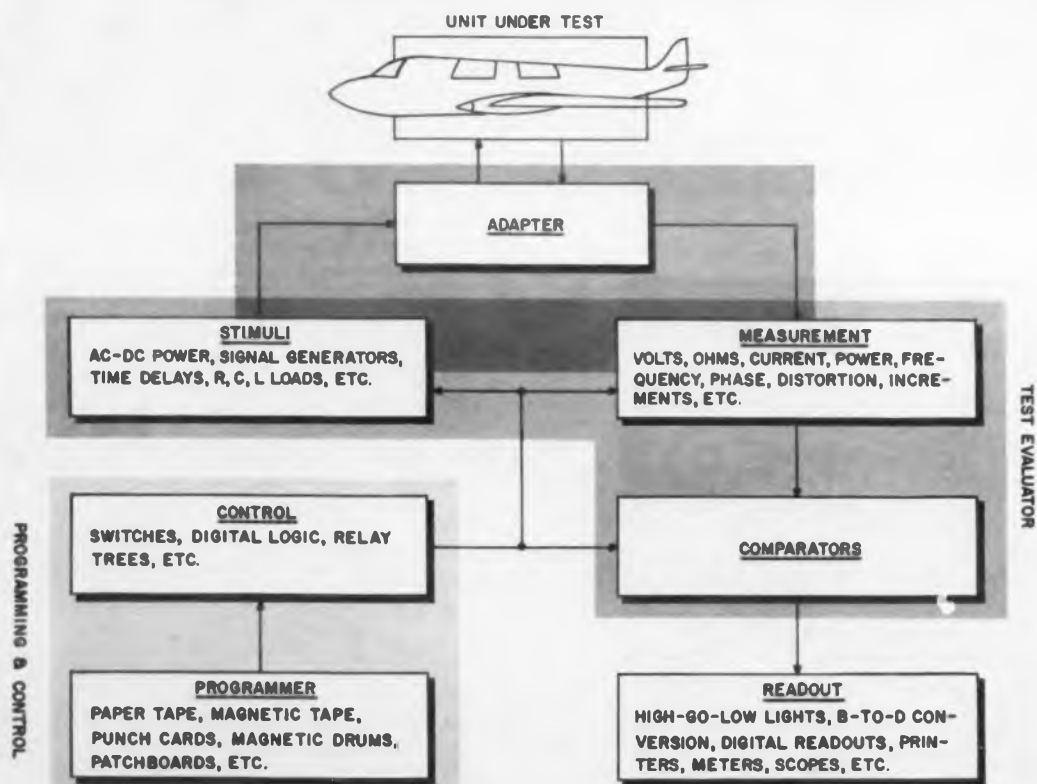 UNIT UNDER TEST
ADAPTER
STIMULI
AC-DC POWER, SIGNAL GENERATORS,
TIME DELAYS, R, C, L LOADS, ETC.
MEASUREMENT
VOLTS, OHMS, CURRENT, POWER, FRE-
QUENCY, PHASE, DISTORTION, INCRE-
MENTS, ETC.
TEST EVALUATOR
CONTROL
SWITCHES, DIGITAL LOGIC, RELAY
TREES, ETC.
COMPARATORS
PROGRAMMING & CONTROL
PROGRAMMER
PAPER TAPE, MAGNETIC TAPE,
PUNCH CARDS, MAGNETIC DRUMS,
PATCHBOARDS, ETC.
READOUT
HIGH-GO-LOW LIGHTS, B-TO-D CON-
VERSION, DIGITAL READOUTS, PRIN-
TERS, METERS, SCOPES, ETC.